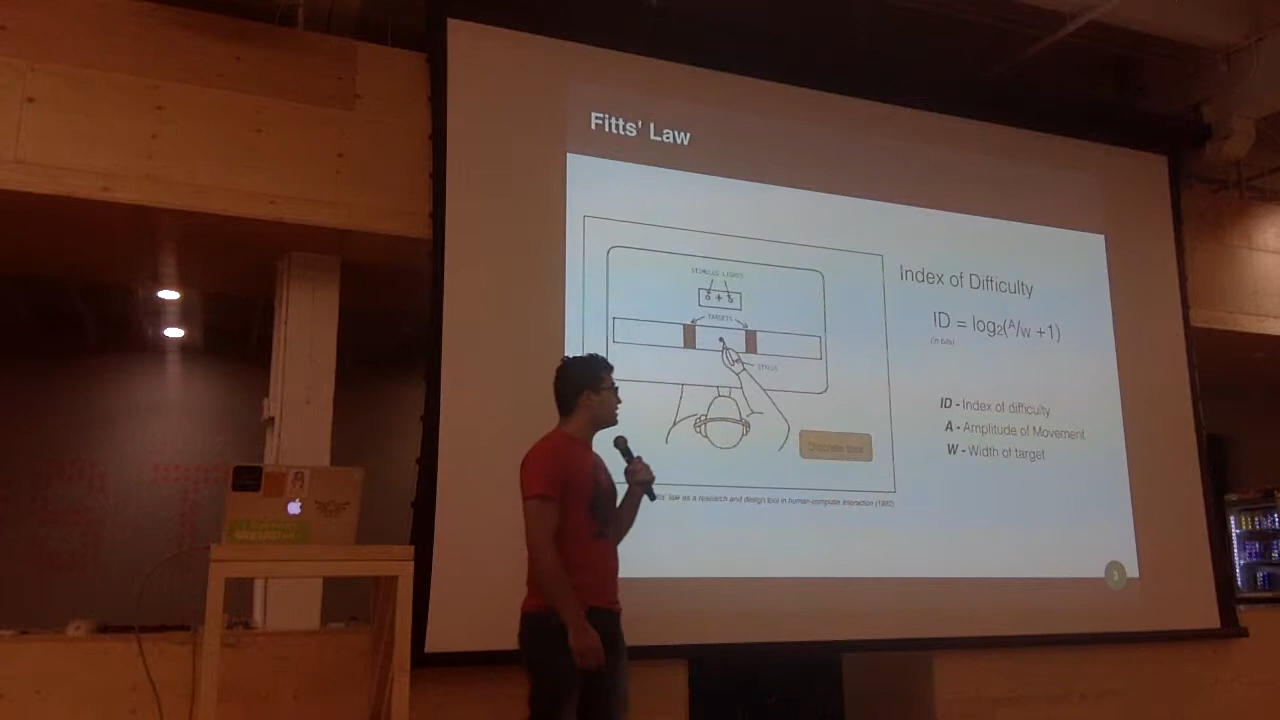 Fitts' Law
STIMULUS LIGHTS
TARGETS
STYLUS
Discrete task
law as a research and design tool in human-computer interaction (1992)
Index of Difficulty
ID = log₂(A/W +1)
(in bits)
ID - Index of difficulty
A - Amplitude of Movement
W - Width of target
3